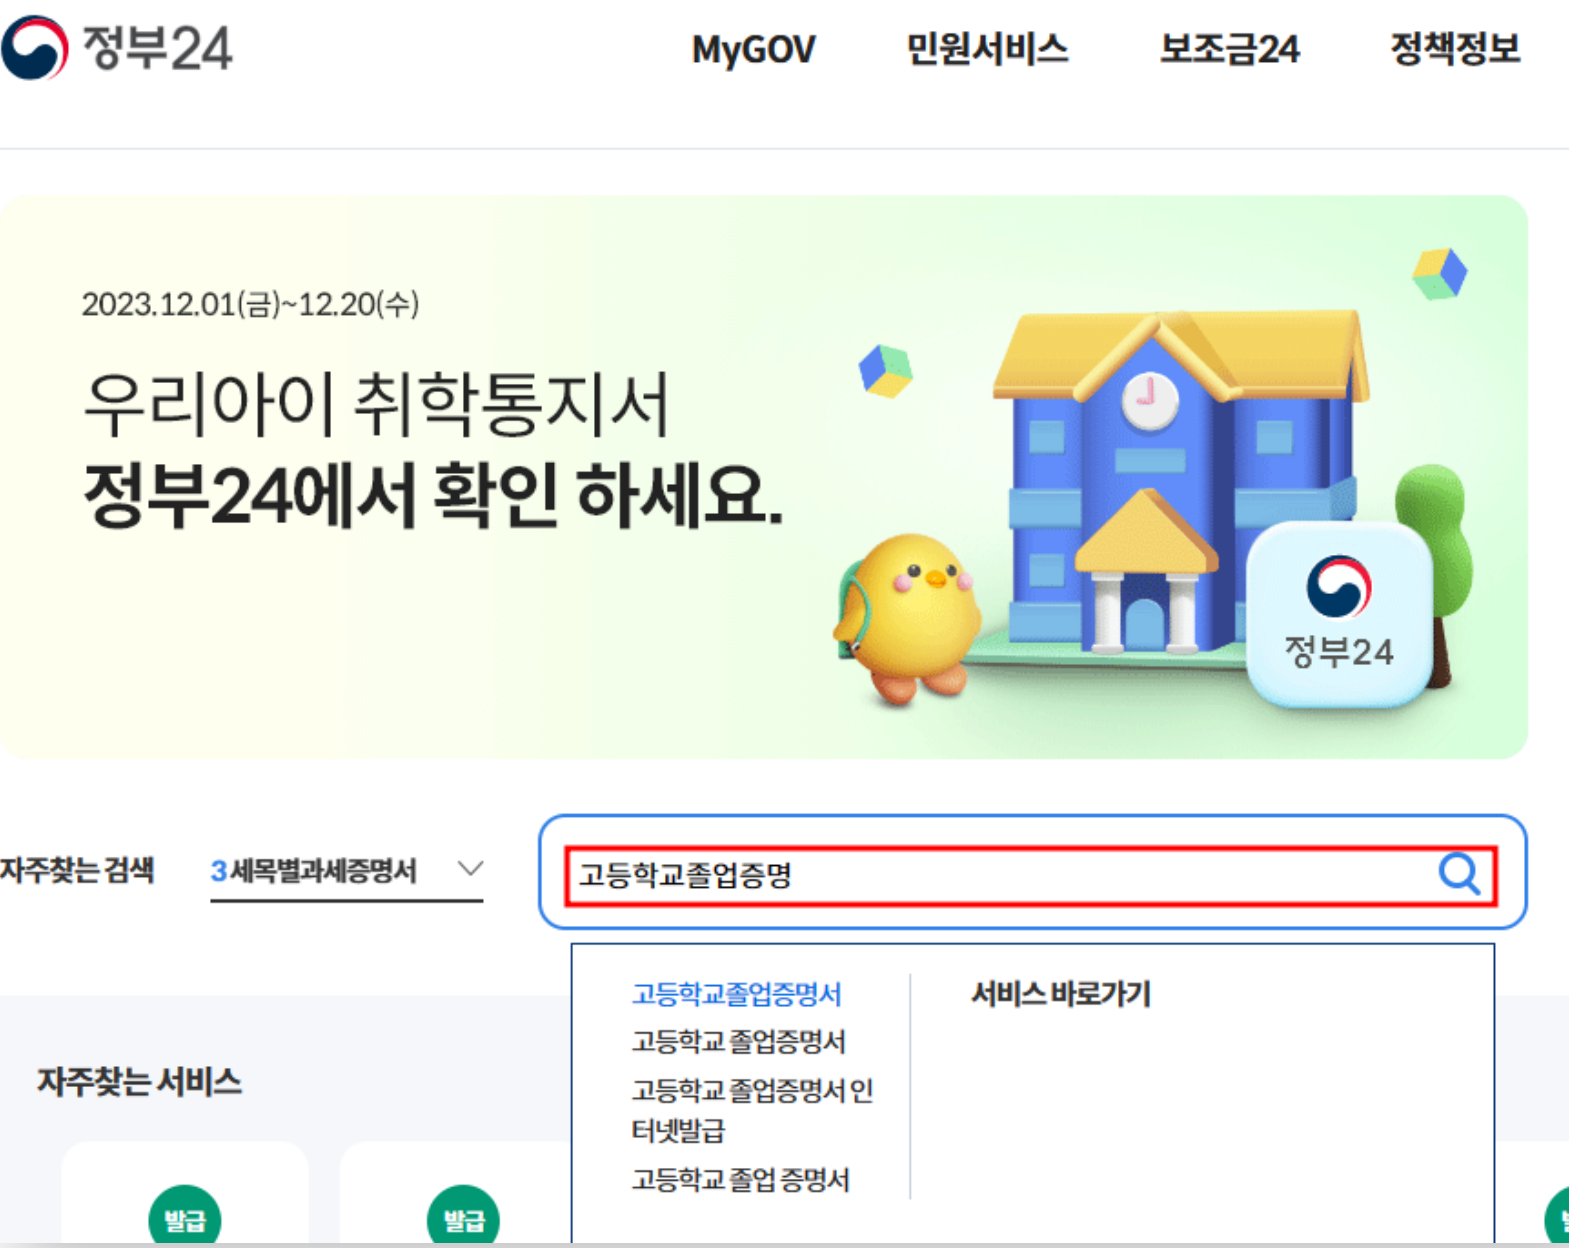 정부24
MyGOV
민원서비스
보조금24
정책정보
2023.12.01(금)~12.20(수)
우리아이 취학통지서
정부24에서 확인 하세요.
정부24
자주찾는 검색
3 세목별과세증명서
고등학교졸업증명
고등학교졸업증명서
고등학교 졸업증명서
고등학교 졸업증명서 인
터넷발급
고등학교 졸업 증명서
서비스 바로가기
자주찾는 서비스
발급
발급